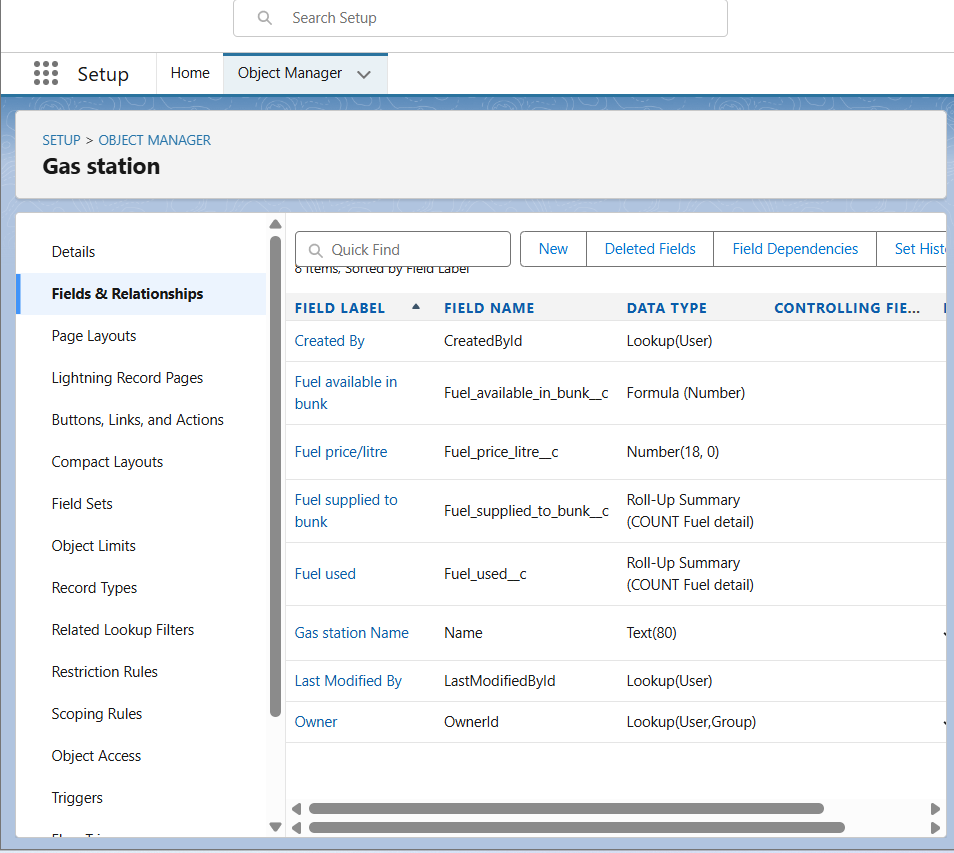 Search Setup
Setup
Home
Object Manager
SETUP > OBJECT MANAGER
Gas station
Details
Fields & Relationships
Page Layouts
Lightning Record Pages
Buttons, Links, and Actions
Compact Layouts
Field Sets
Object Limits
Record Types
Related Lookup Filters
Restriction Rules
Scoping Rules
Object Access
Triggers
Quick Find
New
Deleted Fields
Field Dependencies
Set Hist
8 Items, Sorted by Field Label
FIELD LABEL FIELD NAME DATA TYPE CONTROLLING FIE...
Created By CreatedById Lookup(User)
Fuel available in
bunk
Fuel_available_in_bunk__c Formula (Number)
Fuel price/litre Fuel_price_litre__c Number(18, 0)
Fuel supplied to
bunk
Fuel_supplied_to_bunk__c
Roll-Up Summary
(COUNT Fuel detail)
Fuel used Fuel_used__c
Roll-Up Summary
(COUNT Fuel detail)
Gas station Name Name Text(80)
Last Modified By LastModifiedById Lookup(User)
Owner OwnerId Lookup(User,Group)